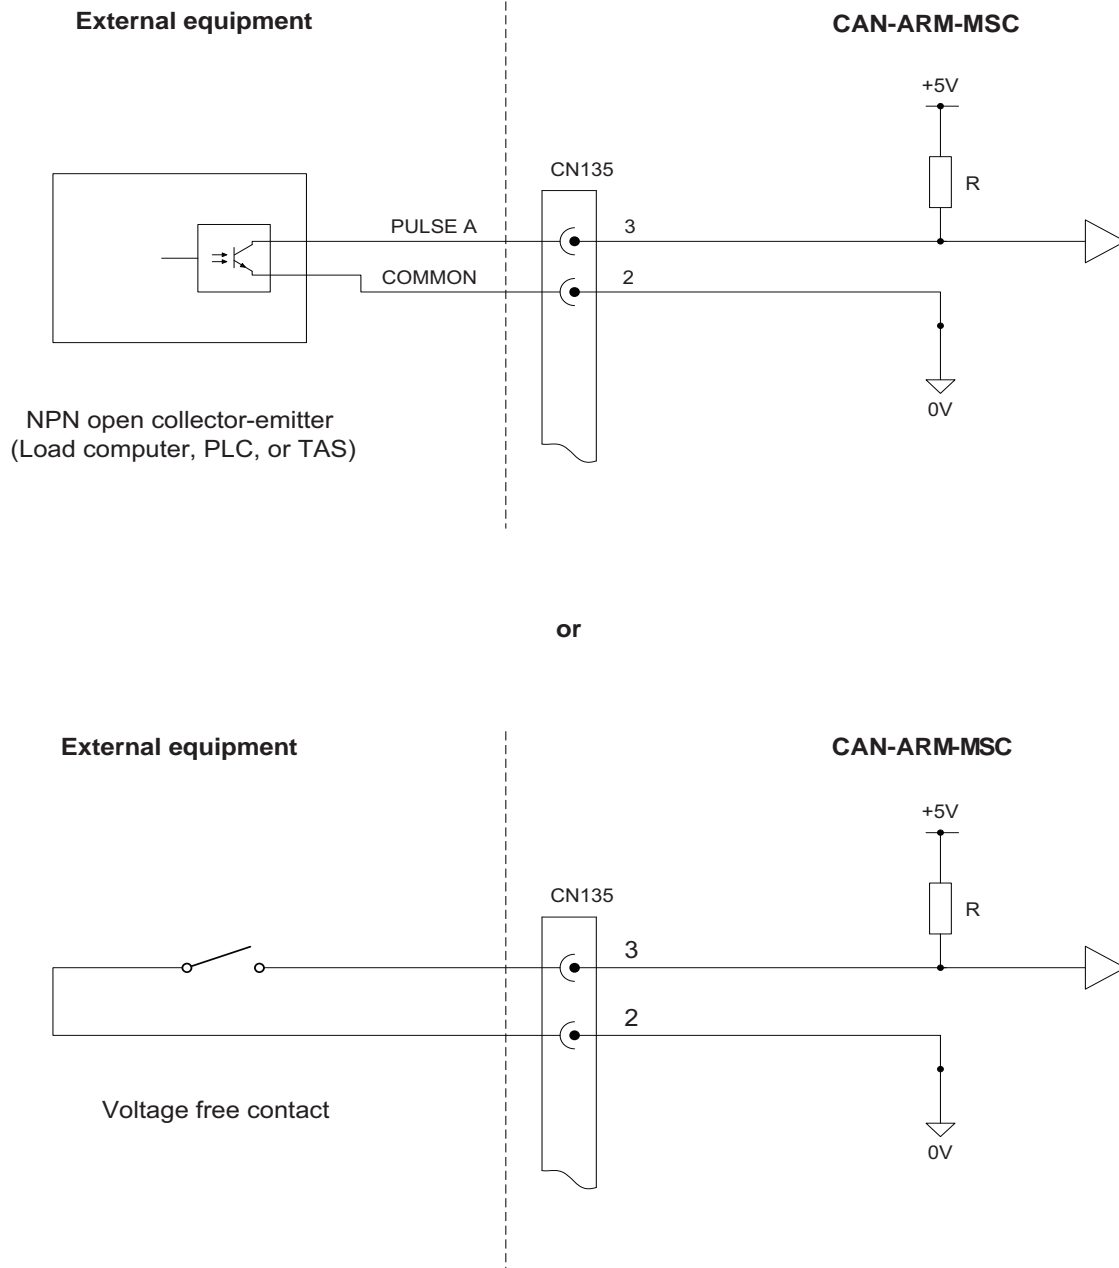 External equipment
CAN-ARM-MSC
+5V
CN135
R
PULSE A
3
COMMON
2
0V
NPN open collector-emitter
(Load computer, PLC, or TAS)
or
External equipment
CAN-ARM-MSC
+5V
CN135
R
3
2
Voltage free contact
0V